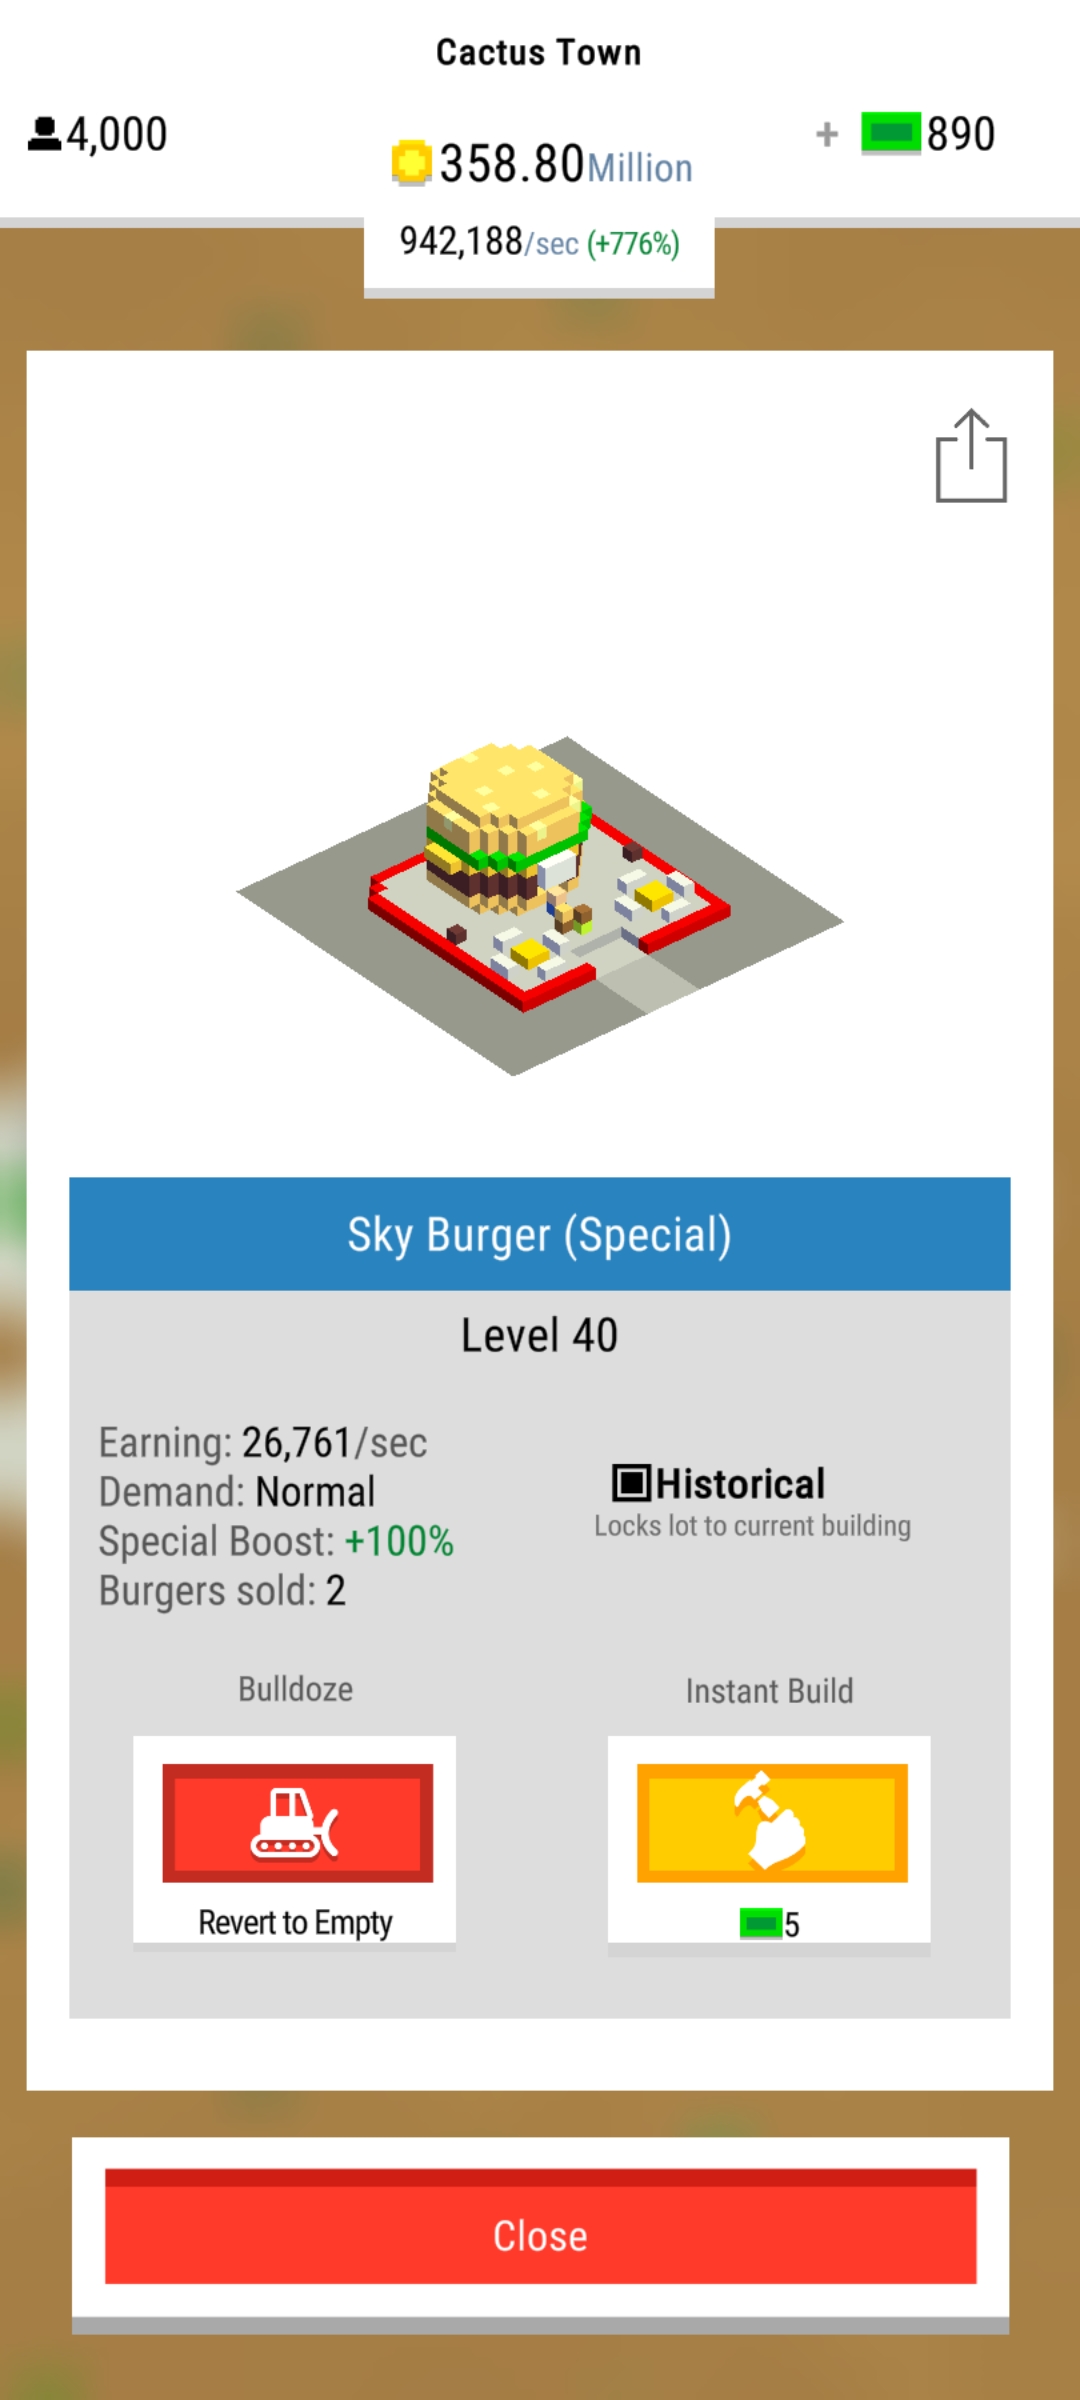 Cactus Town
4,000
358.80 Million
+ 890
942,188/sec (+776%)
Sky Burger (Special)
Level 40
Earning: 26,761/sec
Demand: Normal
Special Boost: +100%
Burgers sold: 2
Historical
Locks lot to current building
Bulldoze
Instant Build
Revert to Empty
5
Close